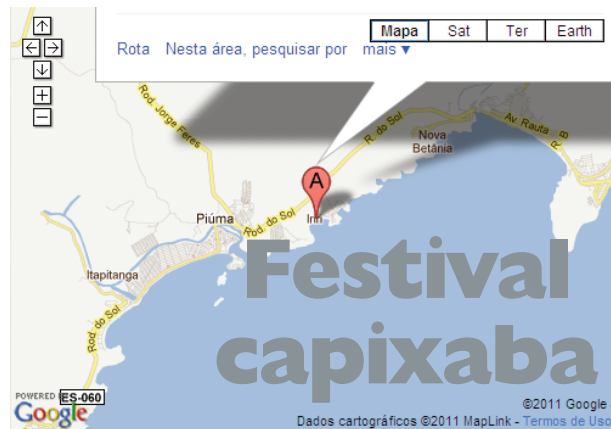 Mapa Sat Ter Earth
Rota Nesta área, pesquisar por mais ▼
Rod. Jorge Feres
R. do Sol
Av. Rauta
R. B
Nova
Betânia
A
Piúma
Rod. do Sol
Inn
Itapitanga
Rod. do Sol
Festival
capixaba
POWERED BY
ES-060
Google
©2011 Google
Dados cartográficos ©2011 MapLink - Termos de Uso